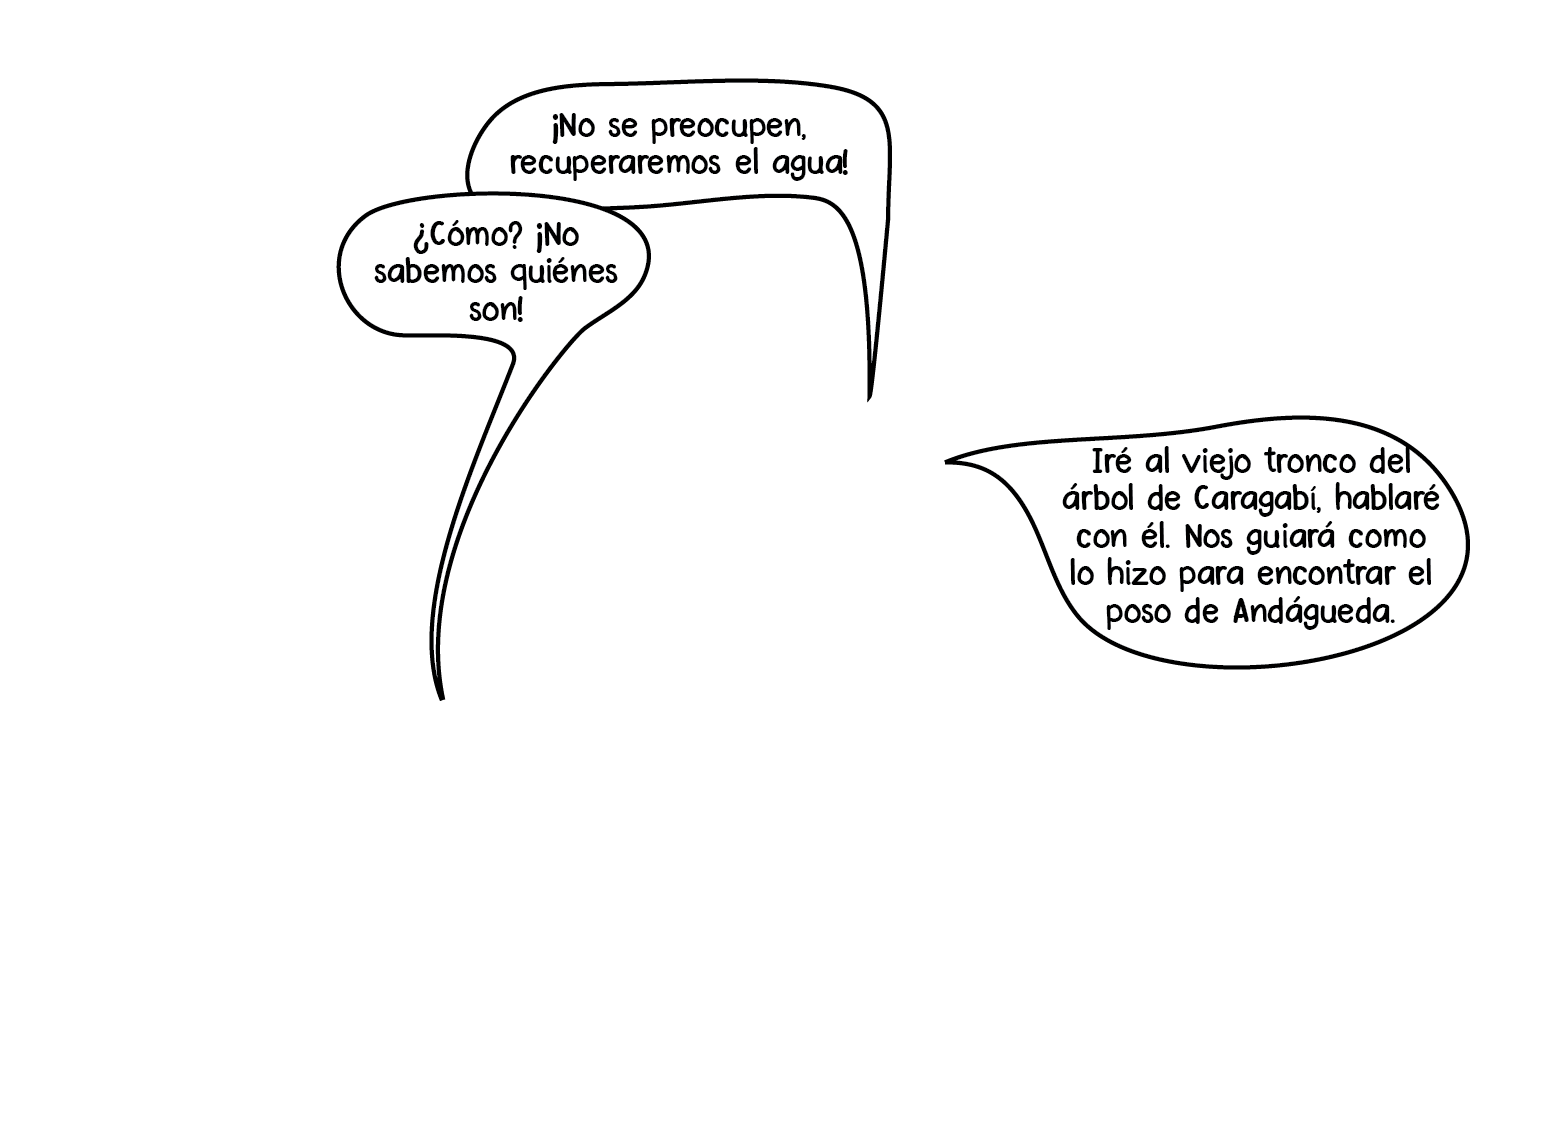 ¡No se preocupen,
recuperaremos el agua!
¿Cómo? ¡No
sabemos quiénes
son!
Iré al viejo tronco del
árbol de Caragabí, hablaré
con él. Nos guiará como
lo hizo para encontrar el
poso de Andágueda.